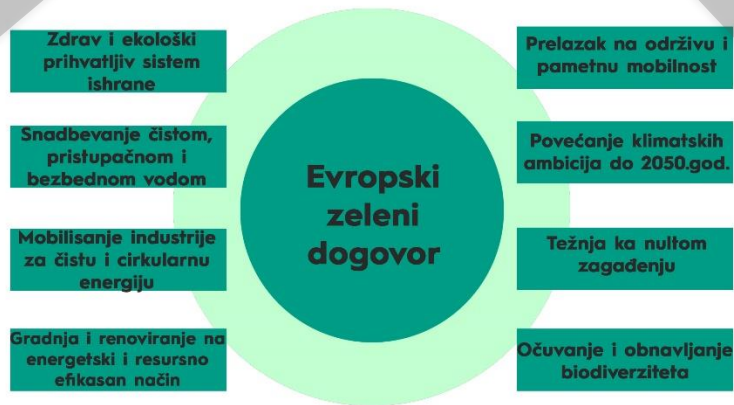 Zdrav i ekološki
prihvatljiv sistem
ishrane
Snadbevanje čistom,
pristupačnom i
bezbednom vodom
Mobilisanje industrije
za čistu i cirkularnu
energiju
Gradnja i renoviranje na
energetski i resursno
efikasan način
Evropski
zeleni
dogovor
Prelazak na održivu i
pametnu mobilnost
Povećanje klimatskih
ambicija do 2050.god.
Težnja ka nultom
zagađenju
Očuvanje i obnavljanje
biodiverziteta